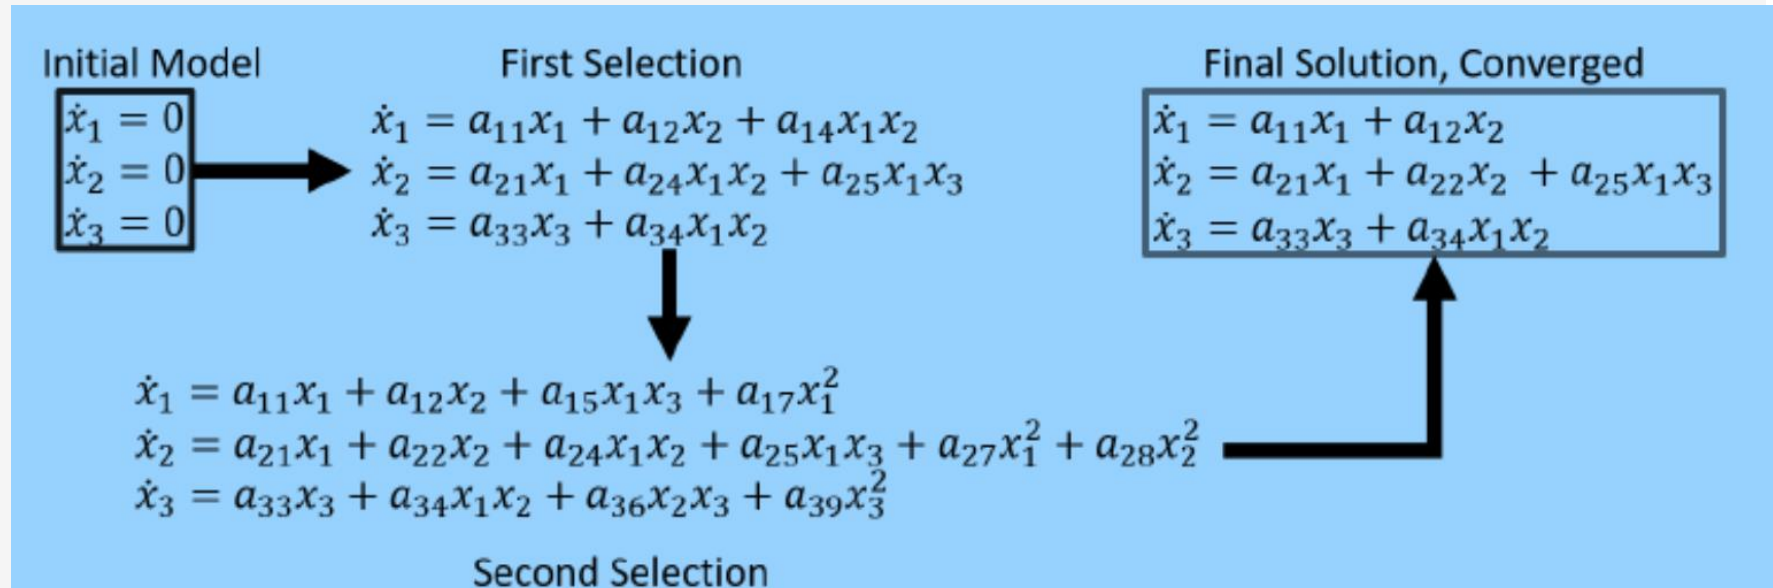 Initial Model
ẋ₁ = 0
ẋ₂ = 0
ẋ₃ = 0
First Selection
ẋ₁ = a₁₁x₁ + a₁₂x₂ + a₁₄x₁x₂
ẋ₂ = a₂₁x₁ + a₂₄x₁x₂ + a₂₅x₁x₃
ẋ₃ = a₃₃x₃ + a₃₄x₁x₂
ẋ₁ = a₁₁x₁ + a₁₂x₂ + a₁₅x₁x₃ + a₁₇x₁²
ẋ₂ = a₂₁x₁ + a₂₂x₂ + a₂₄x₁x₂ + a₂₅x₁x₃ + a₂₇x₁² + a₂₈x₂²
ẋ₃ = a₃₃x₃ + a₃₄x₁x₂ + a₃₆x₂x₃ + a₃₉x₃²
Second Selection
Final Solution, Converged
ẋ₁ = a₁₁x₁ + a₁₂x₂
ẋ₂ = a₂₁x₁ + a₂₂x₂ + a₂₅x₁x₃
ẋ₃ = a₃₃x₃ + a₃₄x₁x₂